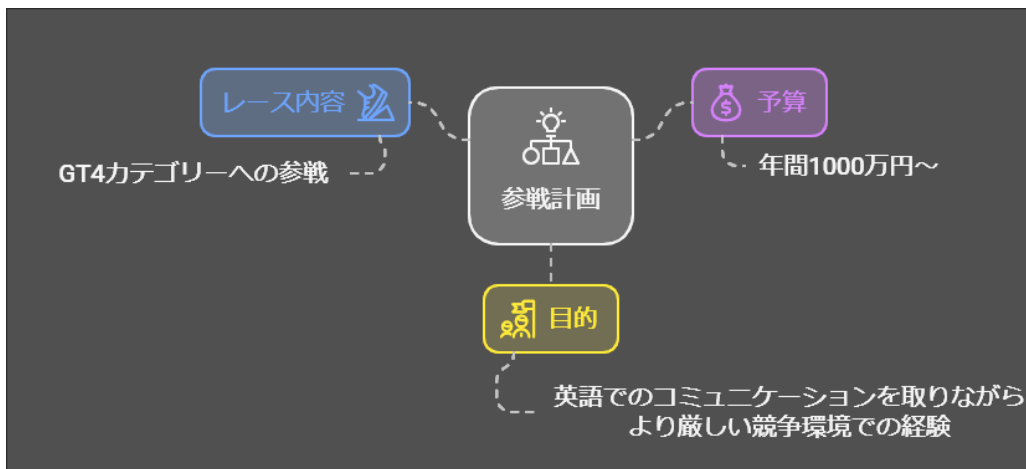 レース内容
予算
GT4カテゴリーへの参戦
年間1000万円～
参戦計画
目的
英語でのコミュニケーションを取りながら
より厳しい競争環境での経験